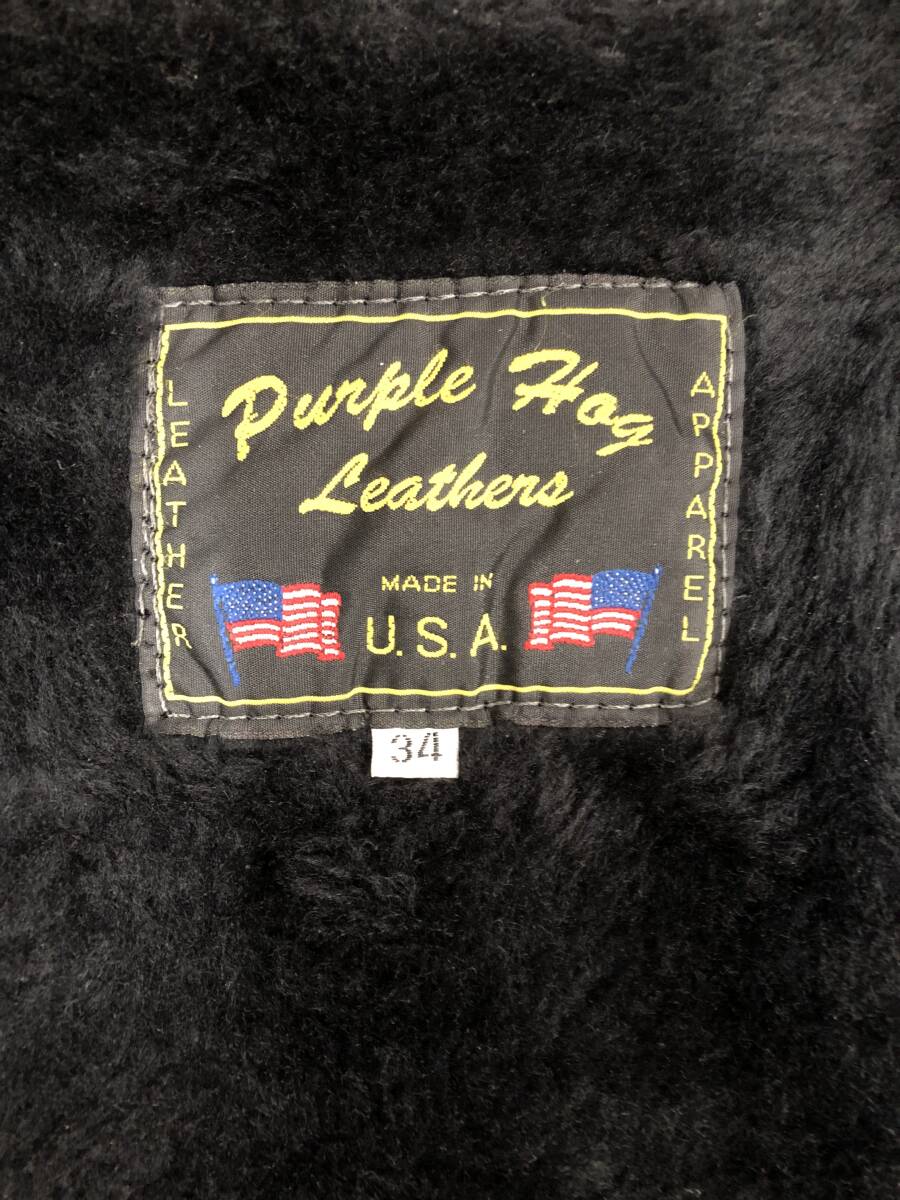 Purple Hog
Leathers
LEATHER
APPAREL
MADE IN
U.S.A.
34